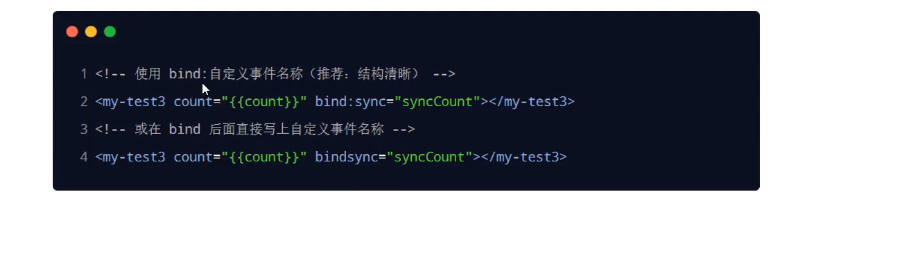 1 <!-- 使用 bind:自定义事件名称（推荐：结构清晰） -->
2 <my-test3 count="{{count}}" bind:sync="syncCount"></my-test3>
3 <!-- 或在 bind 后面直接写上自定义事件名称 -->
4 <my-test3 count="{{count}}" bindsync="syncCount"></my-test3>